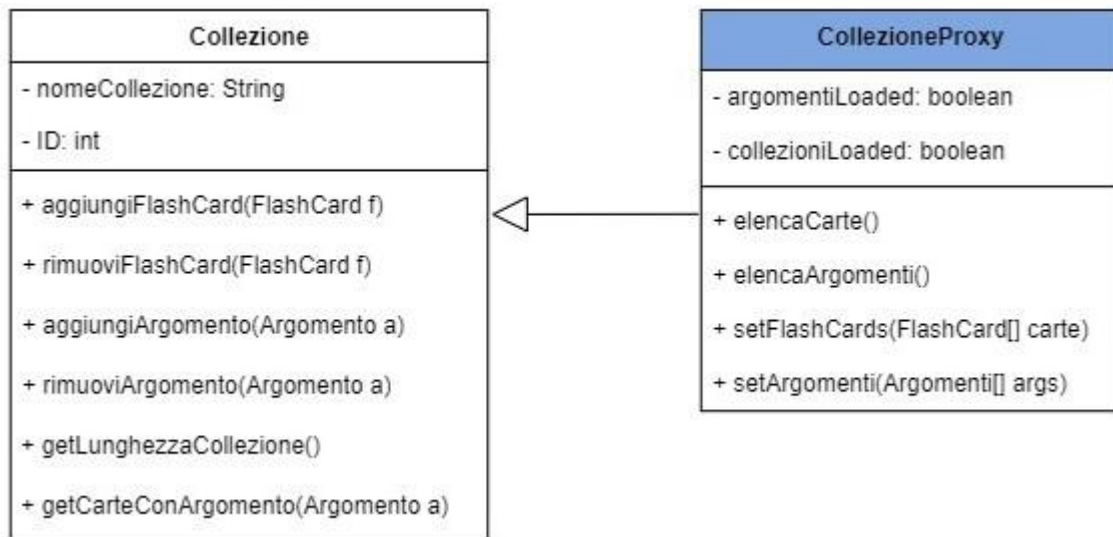 Collezione
- nomeCollezione: String
- ID: int
+ aggiungiFlashCard(FlashCard f)
+ rimuoviFlashCard(FlashCard f)
+ aggiungiArgomento(Argomento a)
+ rimuoviArgomento(Argomento a)
+ getLunghezzaCollezione()
+ getCarteConArgomento(Argomento a)
CollezioneProxy
- argomentiLoaded: boolean
- collezioniLoaded: boolean
+ elencaCarte()
+ elencaArgomenti()
+ setFlashCards(FlashCard[] carte)
+ setArgomenti(Argomenti[] args)